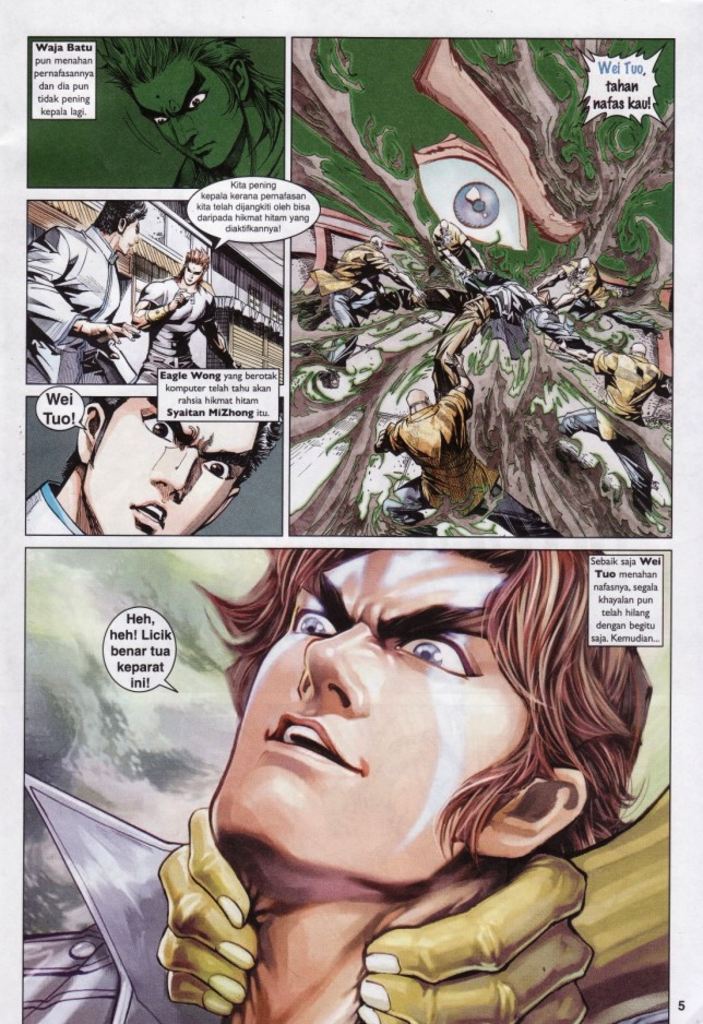 Waja Batu
pun menahan
pernafasannya
dan dia pun
tidak pening
kepala lagi.
Wei Tuo,
tahan
nafas kau!
Kita pening
kepala kerana pernafasan
kita telah dijangkiti oleh bisa
daripada hikmat hitam yang
diaktifkannya!
Eagle Wong yang berotak
komputer telah tahu akan
rahsia hikmat hitam
Syaitan MiZhong itu.
Wei
Tuo!
Sebaik saja Wei
Tuo menahan
nafasnya, segala
khayalan pun
telah hilang
dengan begitu
saja. Kemudian...
Heh,
heh! Licik
benar tua
keparat
ini!
5